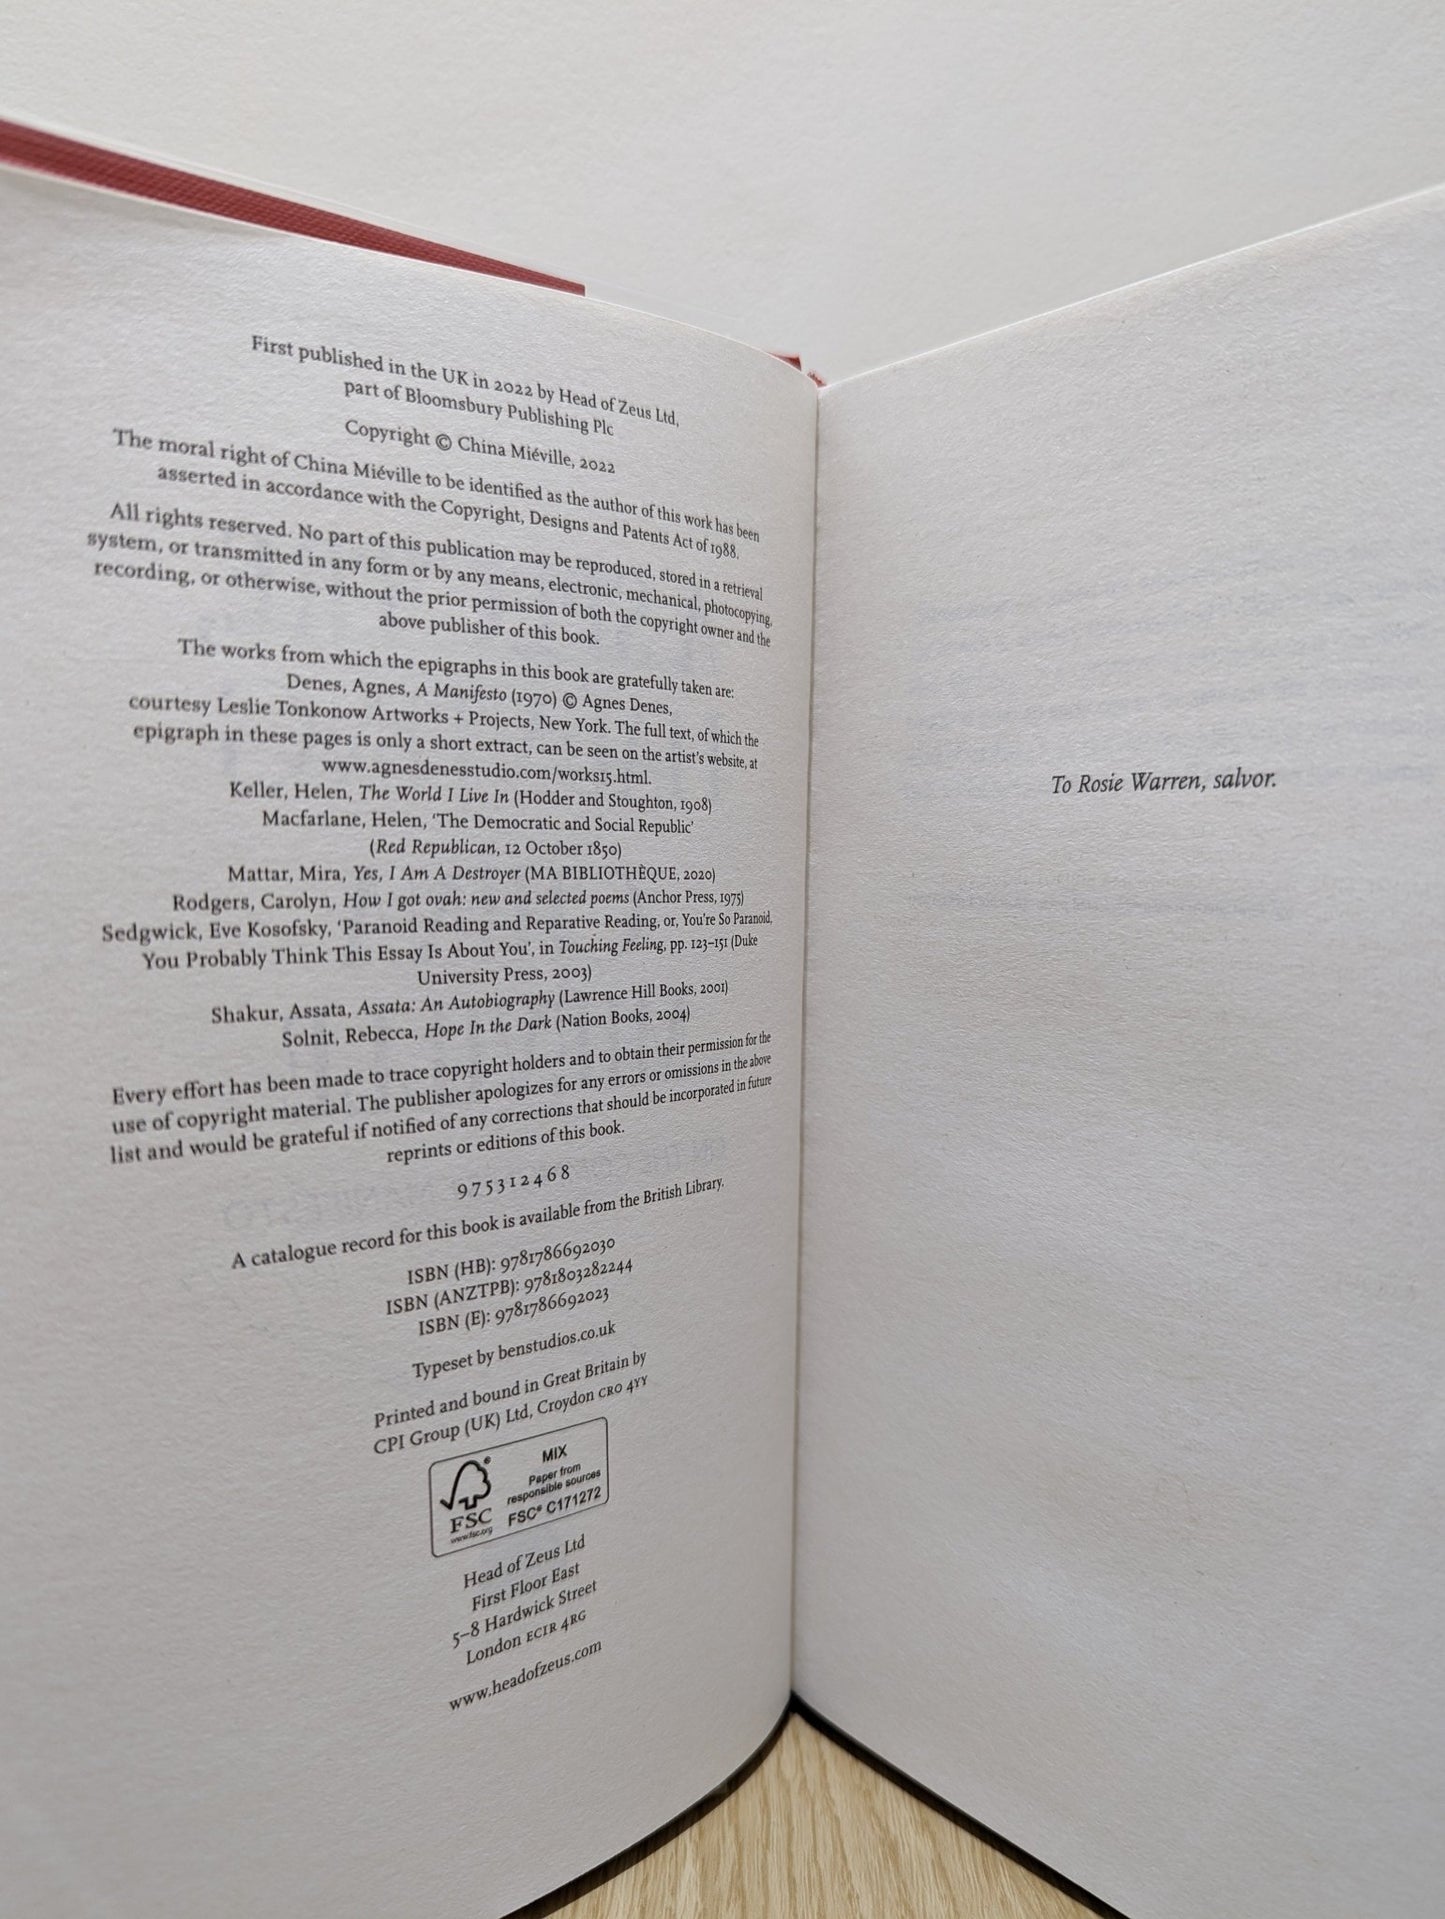 First published in the UK in 2022 by Head of Zeus Ltd,
part of Bloomsbury Publishing Plc
Copyright © China Miéville, 2022
The moral right of China Miéville to be identified as the author of this work has been
asserted in accordance with the Copyright, Designs and Patents Act of 1988.
All rights reserved. No part of this publication may be reproduced, stored in a retrieval
system, or transmitted in any form or by any means, electronic, mechanical, photocopying,
recording, or otherwise, without the prior permission of both the copyright owner and the
above publisher of this book.
The works from which the epigraphs in this book are gratefully taken are:
Denes, Agnes, A Manifesto (1970) © Agnes Denes,
courtesy Leslie Tonkonow Artworks + Projects, New York. The full text, of which the
epigraph in these pages is only a short extract, can be seen on the artist's website, at
www.agnesdenesstudio.com/works15.html.
Keller, Helen, The World I Live In (Hodder and Stoughton, 1908)
Macfarlane, Helen, ‘The Democratic and Social Republic’
(Red Republican, 12 October 1850)
Mattar, Mira, Yes, I Am A Destroyer (MA BIBLIOTHÈQUE, 2020)
Rodgers, Carolyn, How I got ovah: new and selected poems (Anchor Press, 1975)
Sedgwick, Eve Kosofsky, ‘Paranoid Reading and Reparative Reading, or, You're So Paranoid,
You Probably Think This Essay Is About You’, in Touching Feeling, pp. 123–151 (Duke
University Press, 2003)
Shakur, Assata, Assata: An Autobiography (Lawrence Hill Books, 2001)
Solnit, Rebecca, Hope In the Dark (Nation Books, 2004)
Every effort has been made to trace copyright holders and to obtain their permission for the
use of copyright material. The publisher apologizes for any errors or omissions in the above
list and would be grateful if notified of any corrections that should be incorporated in future
reprints or editions of this book.
9 7 5 3 1 2 4 6 8
A catalogue record for this book is available from the British Library.
ISBN (HB): 9781786692030
ISBN (ANZTPB): 9781803282244
ISBN (E): 9781786692023
Typeset by benstudios.co.uk
Printed and bound in Great Britain by
CPI Group (UK) Ltd, Croydon CR0 4YY
MIX
Paper from
responsible sources
FSC® C171272
®
FSC
www.fsc.org
Head of Zeus Ltd
First Floor East
5–8 Hardwick Street
London EC1R 4RG
www.headofzeus.com
To Rosie Warren, salvor.